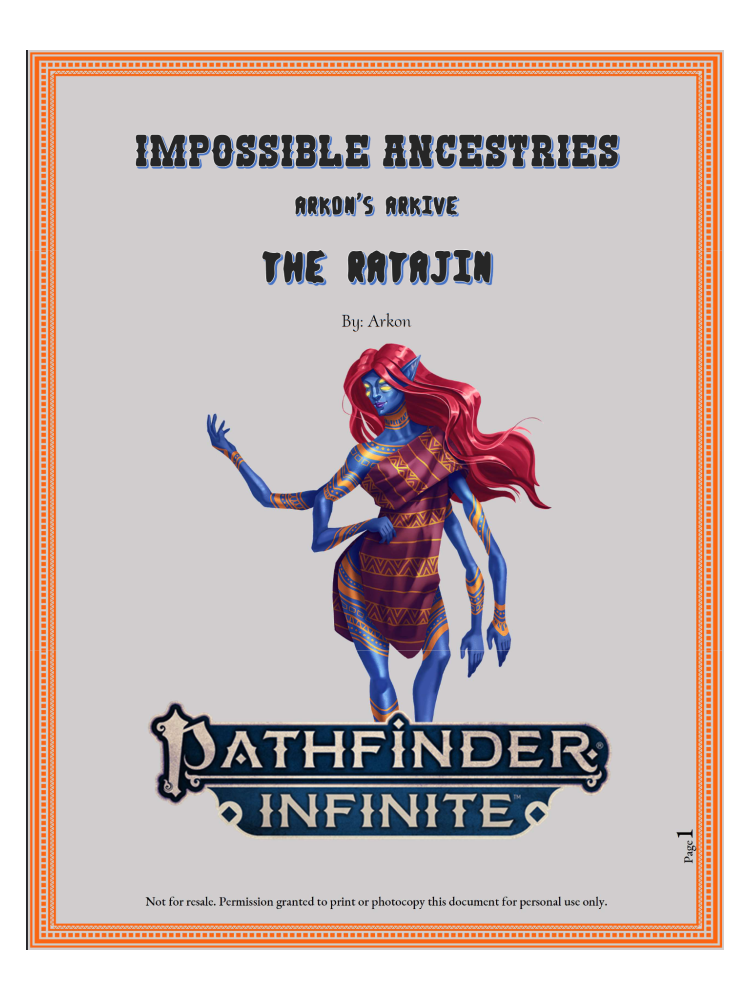 IMPOSSIBLE ANCESTRIES
ARKON'S ARKIVE
THE RATAJIN
By: Arkon
PATHFINDER®
INFINITE™
Page 1
Not for resale. Permission granted to print or photocopy this document for personal use only.